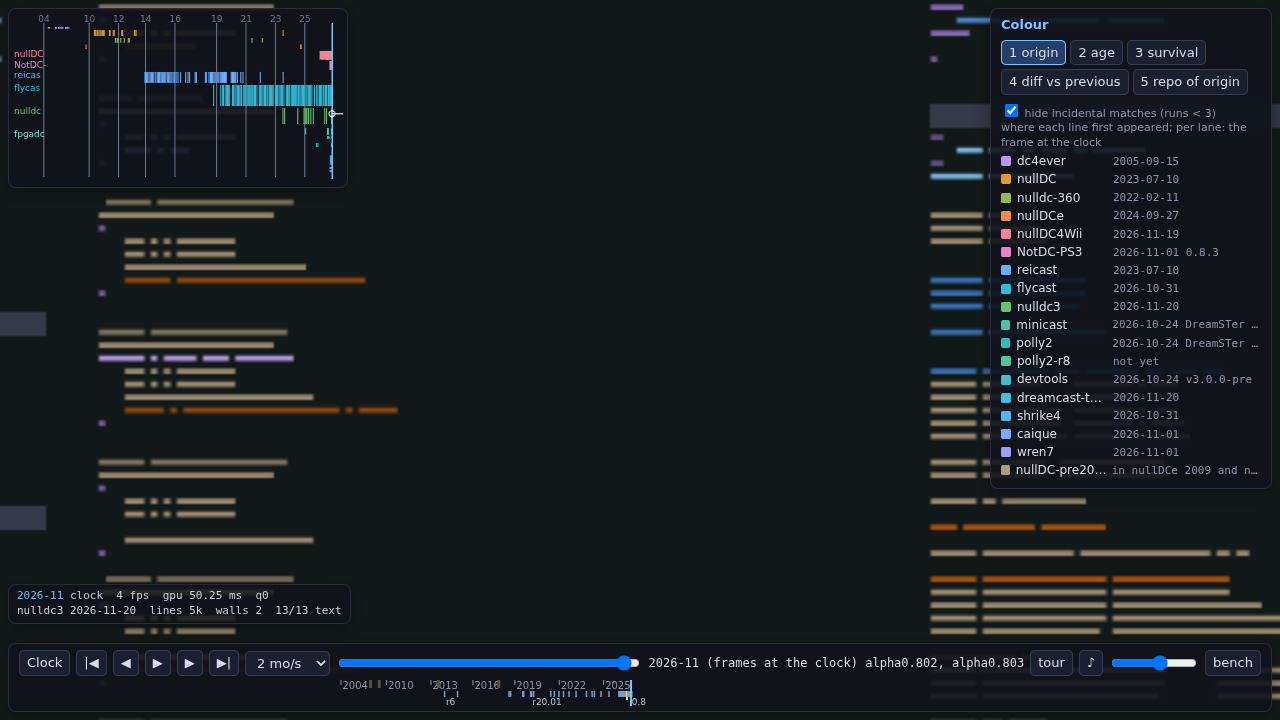 04 10 12 14 16 19 21 23 25
nullDC
NotDC-
reicas
flycas
nulldc
fpgadc
Colour
1 origin 2 age 3 survival
4 diff vs previous 5 repo of origin
hide incidental matches (runs < 3)
where each line first appeared; per lane: the
frame at the clock
dc4ever 2005-09-15
nullDC 2023-07-10
nulldc-360 2022-02-11
nullDCe 2024-09-27
nullDC4Wii 2026-11-19
NotDC-PS3 2026-11-01 0.8.3
reicast 2023-07-10
flycast 2026-10-31
nulldc3 2026-11-20
minicast 2026-10-24 DreamSTer …
polly2 2026-10-24 DreamSTer …
polly2-r8 not yet
devtools 2026-10-24 v3.0.0-pre
dreamcast-t… 2026-11-20
shrike4 2026-10-31
caique 2026-11-01
wren7 2026-11-01
nullDC-pre20… in nullDCe 2009 and n…
2026-11 clock 4 fps gpu 50.25 ms q0
nulldc3 2026-11-20 lines 5k walls 2 13/13 text
Clock |◀ ◀ ▶ ▶ ▶| 2 mo/s 2026-11 (frames at the clock) alpha0.802, alpha0.803 tour ♪ bench
2004 2010 2013 2016 2019 2022 2025
r6 r20.01 0.8